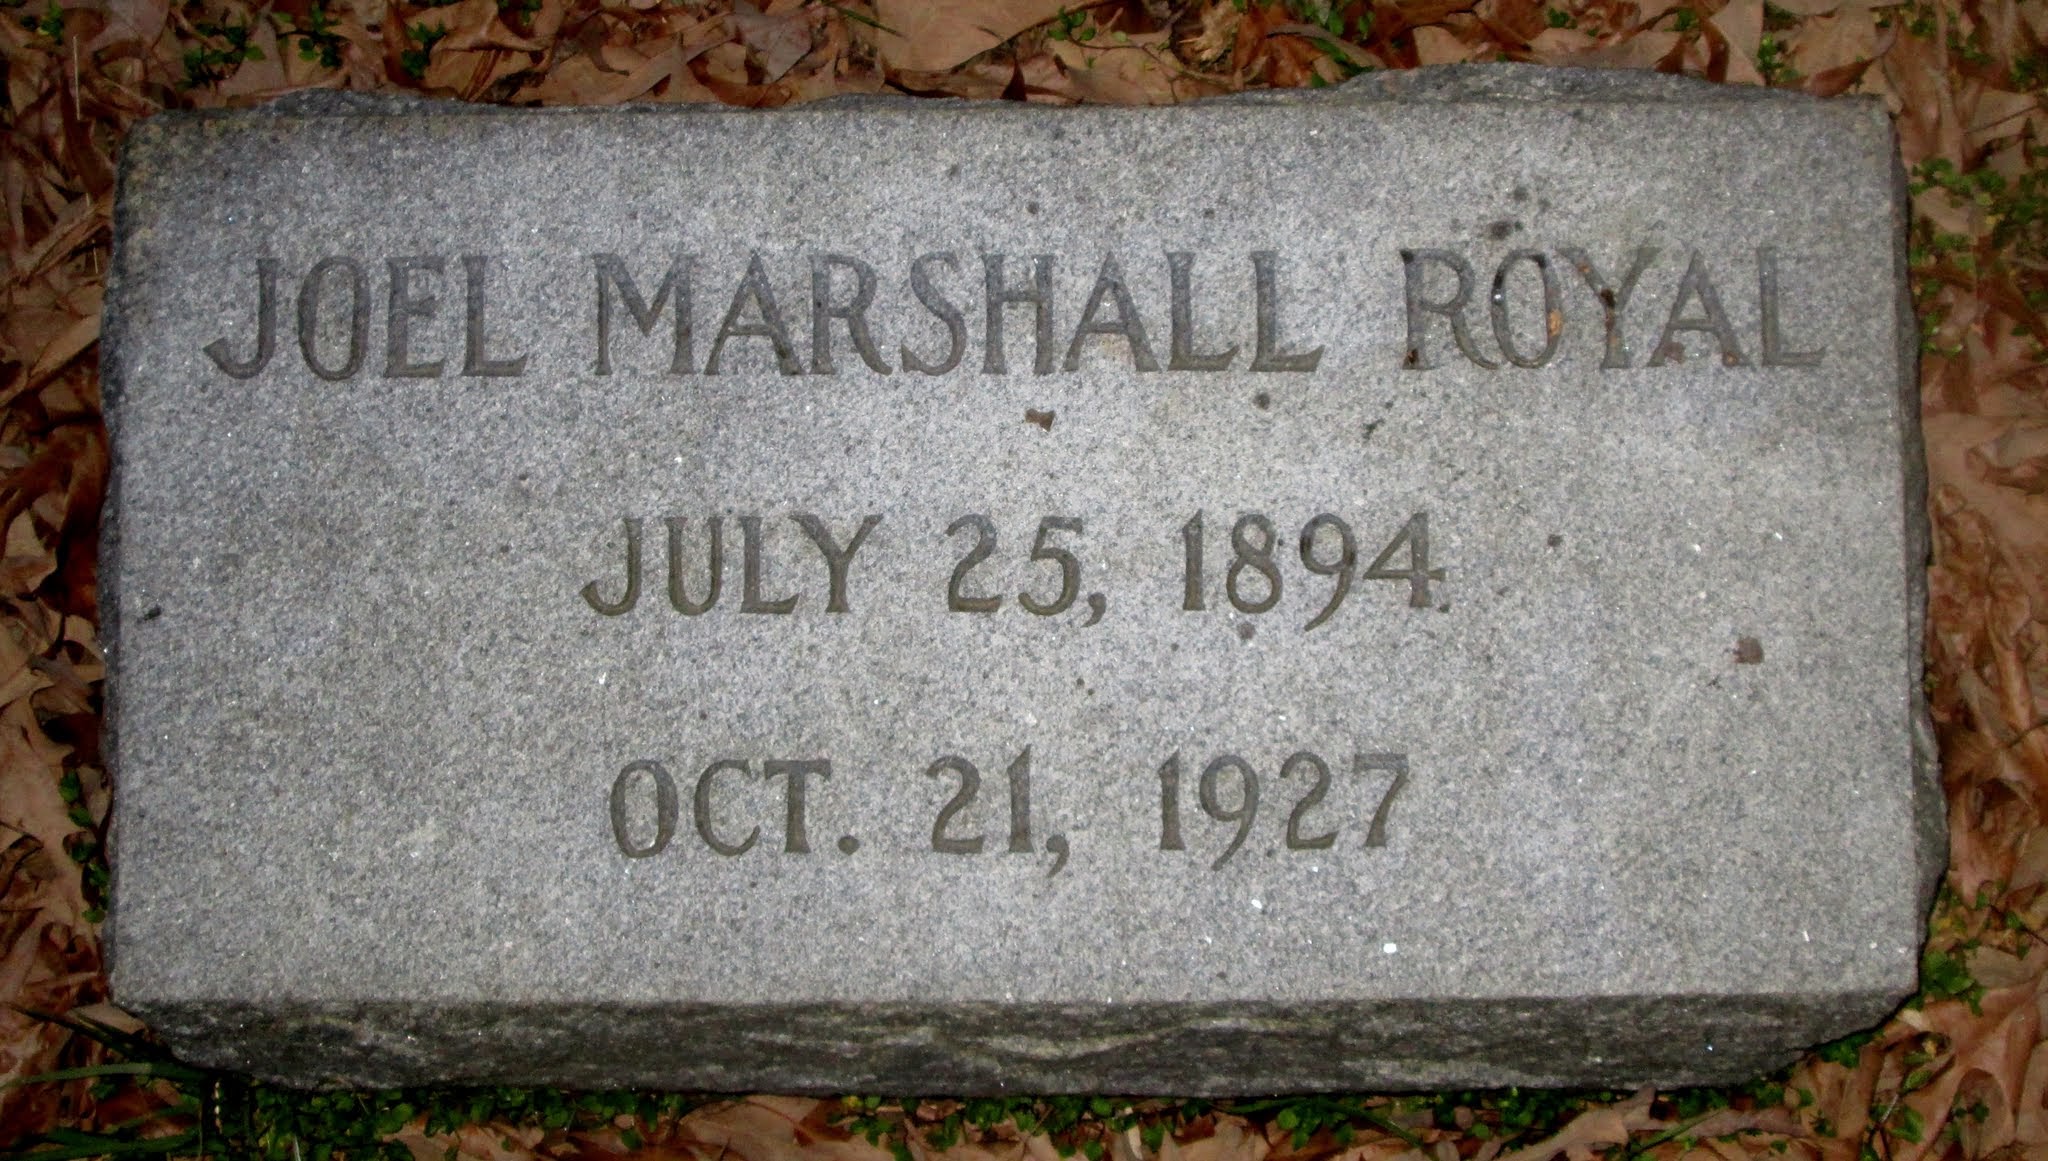 JOEL MARSHALL ROYAL
JULY 25, 1894
OCT. 21, 1927